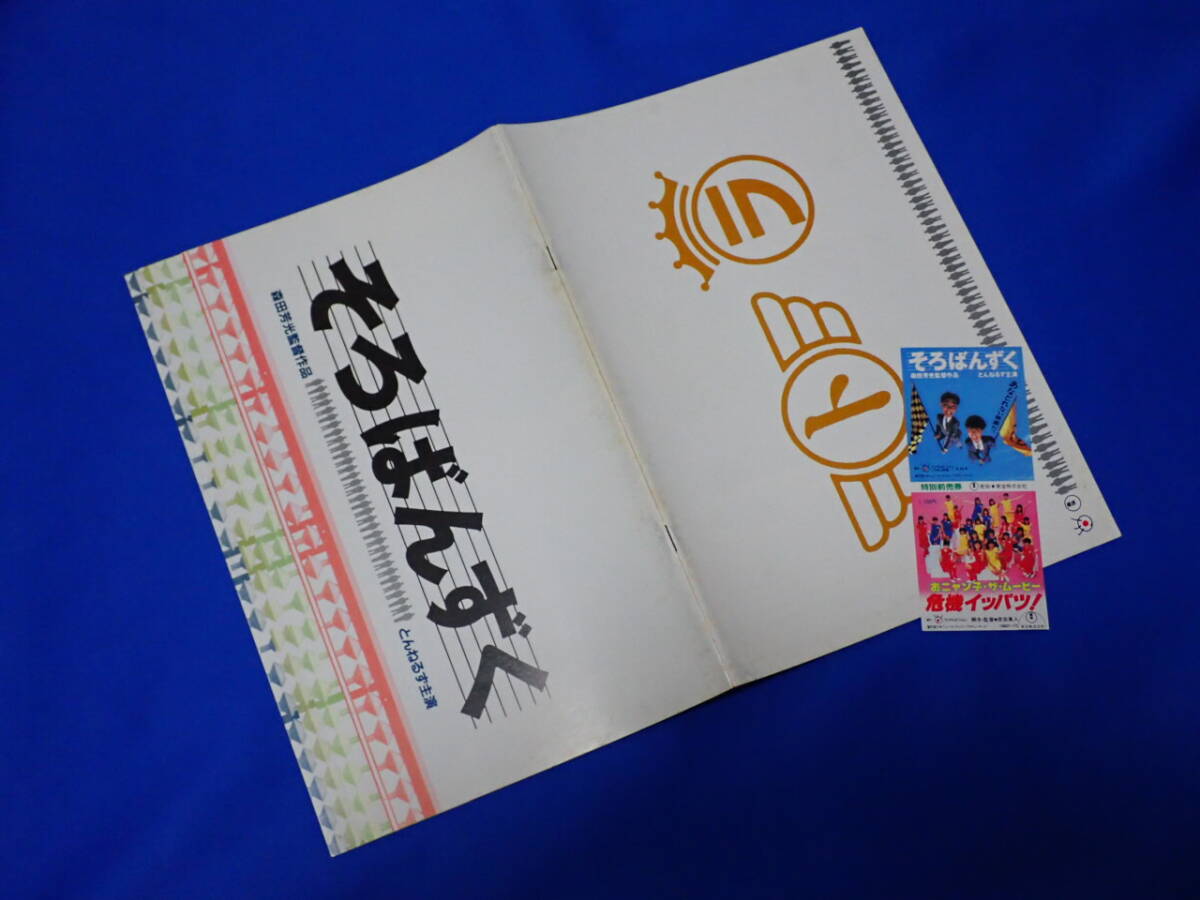 そろばんずく
森田芳光監督作品
とんねるず主演
ラ
ト
そろばんずく
森田芳光監督作品 とんねるず主演
特別前売券
おニャン子・ザ・ムービー
危機イッパツ!